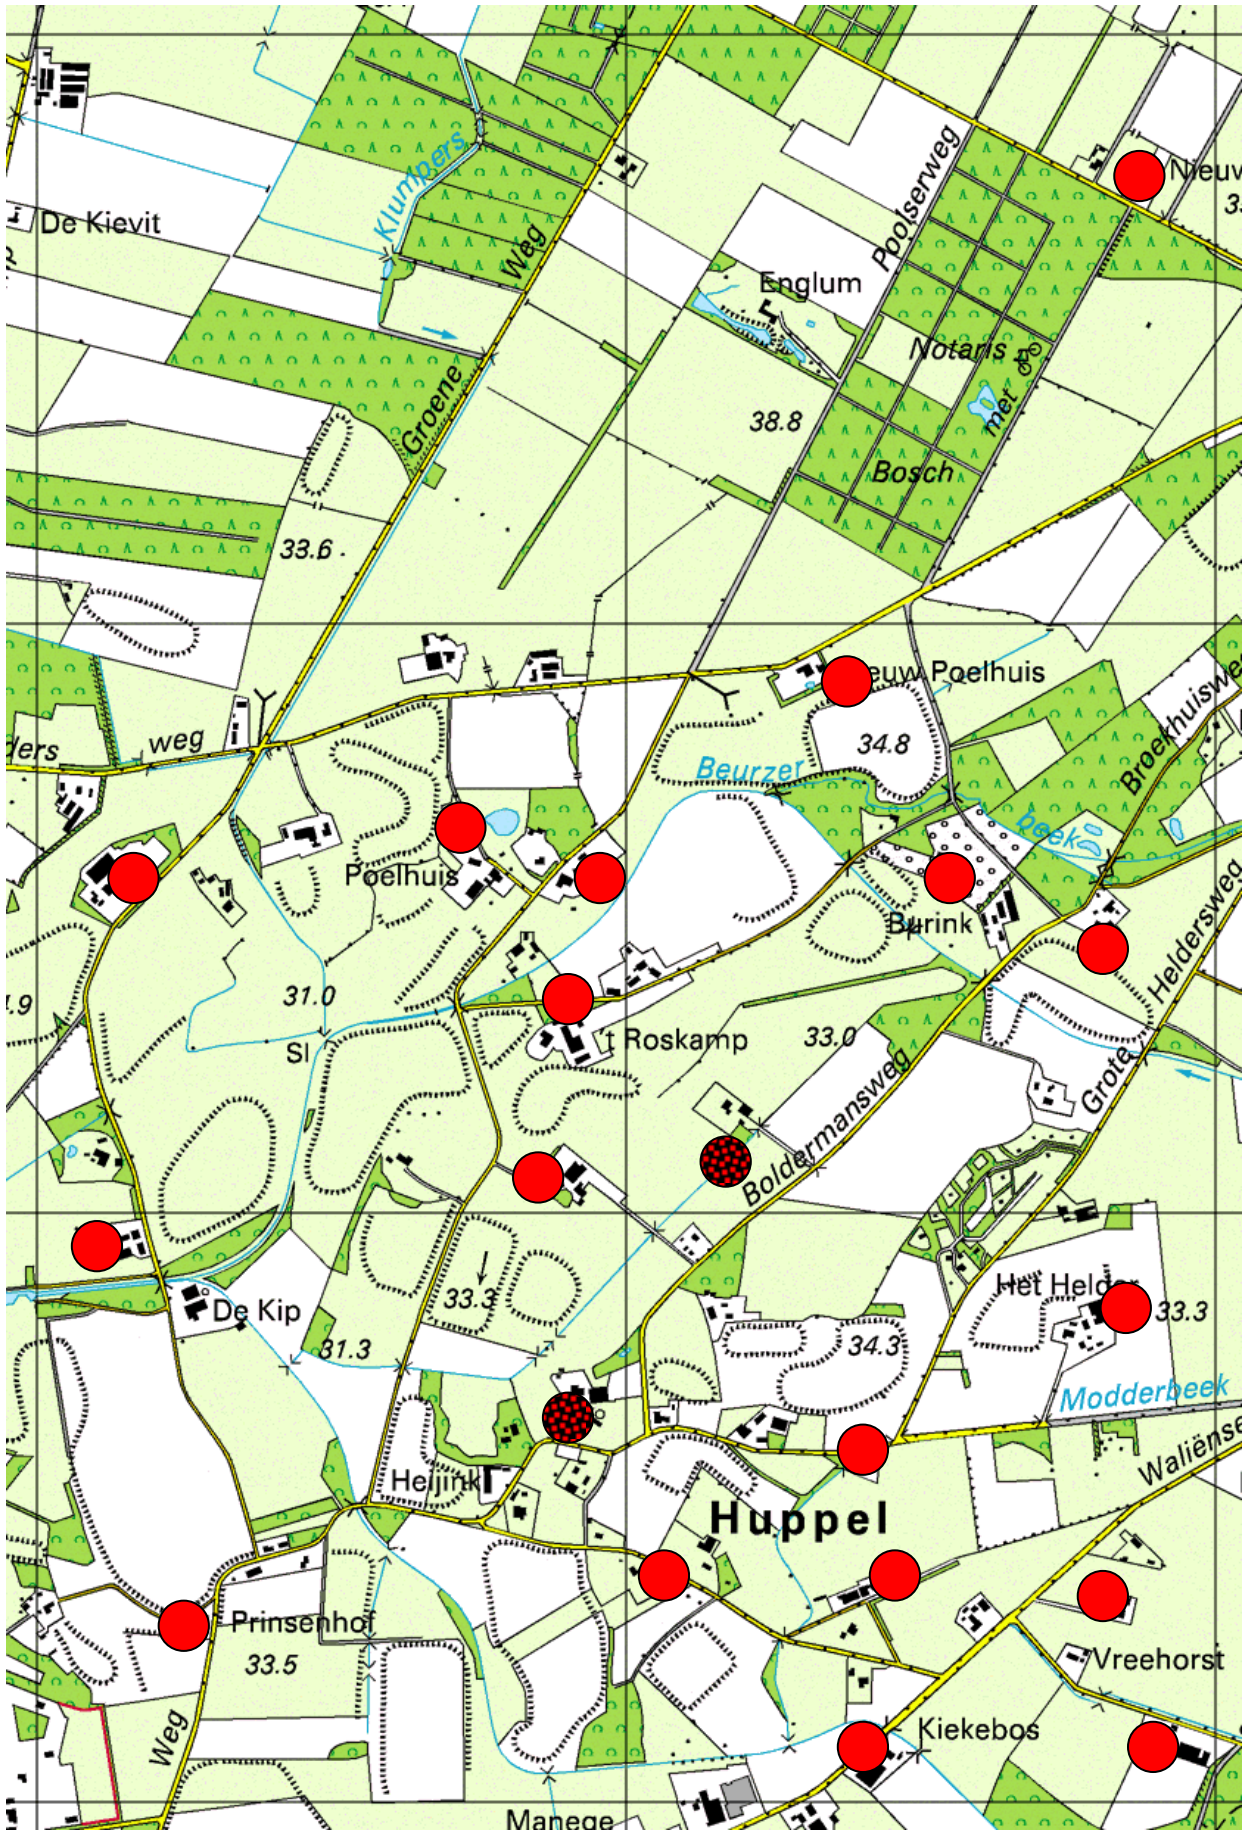 Klumpers
De Kievit
Weg
Poolserweg
Nieuw
Englum
Notaris
met
Groene
38.8
Bosch
33.6
euw Poelhuis
Broekhuiswe
ders
weg
34.8
Beurzer
beek
Poelhuis
Burink
Heldersweg
.9
31.0
Sl
't Roskamp
33.0
Grote
Boldermansweg
Het Helder
33.3
33.3
De Kip
31.3
34.3
Modderbeek
Waliënse
Heijink
Huppel
Prinsenhof
33.5
Vreehorst
Weg
Kiekebos
Manege